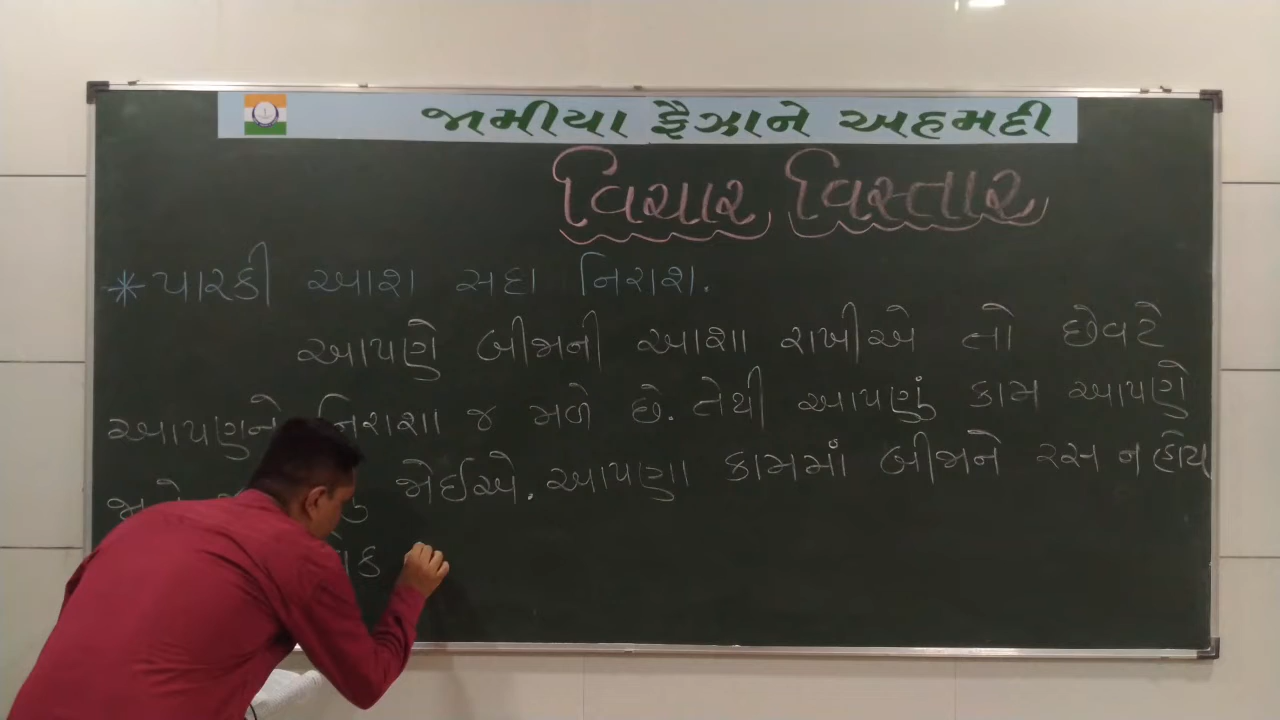 જામીયા ફૈઝાને અહમદી
વિચાર વિસ્તાર
* પારકી આશ સદા નિરાશ.
આપણે બીજાની આશા રાખીએ તો છેવટે
આપણને નિરાશા જ મળે છે. તેથી આપણું કામ આપણે
જોઈએ. આપણા કામમાં બીજાને રસ ન હોય